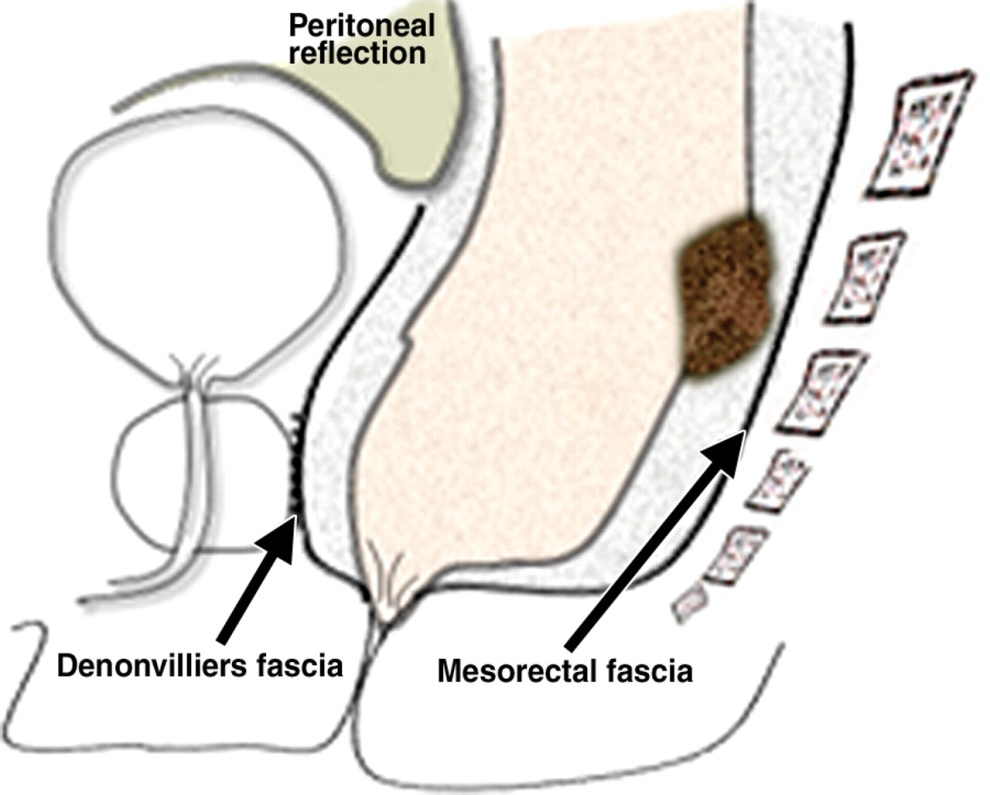 Peritoneal
reflection
Denonvilliers fascia
Mesorectal fascia